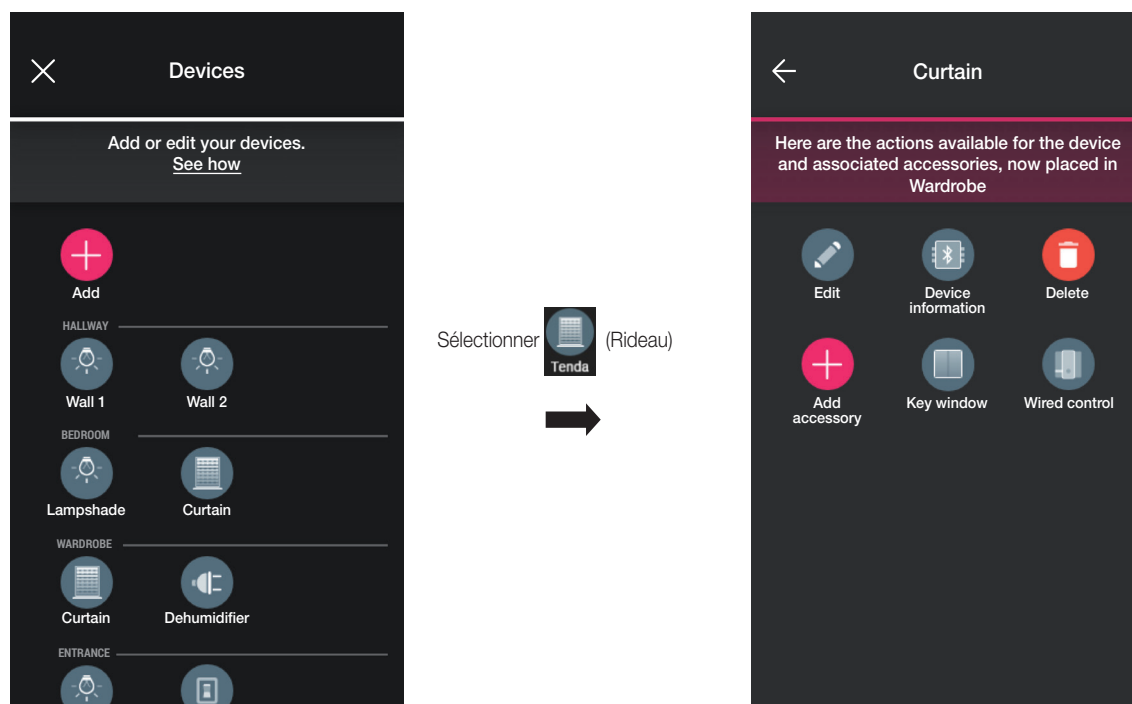 Devices
Add or edit your devices.
See how
Add
HALLWAY
Wall 1
Wall 2
BEDROOM
Lampshade
Curtain
WARDROBE
Curtain
Dehumidifier
ENTRANCE
Sélectionner
Tenda
(Rideau)
Curtain
Here are the actions available for the device
and associated accessories, now placed in
Wardrobe
Edit
Device
information
Delete
Add
accessory
Key window
Wired control